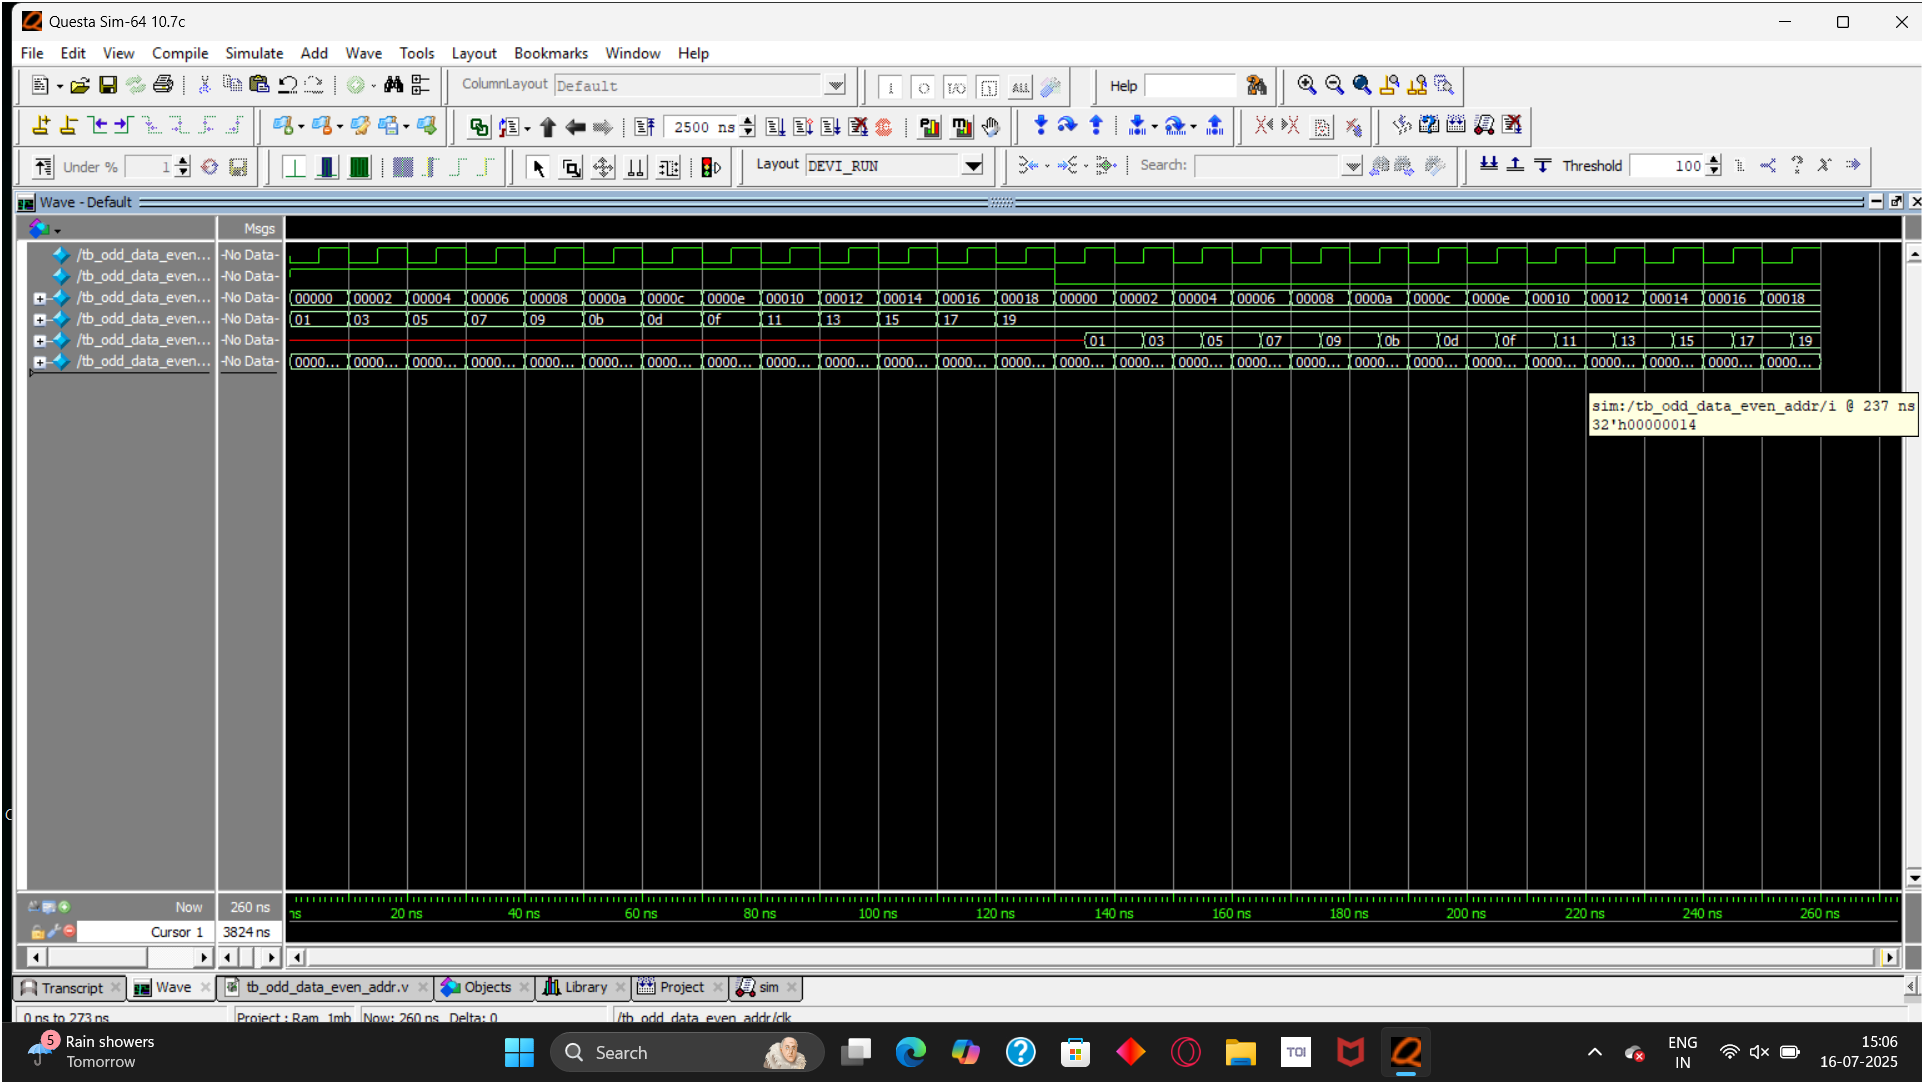 Questa Sim-64 10.7c
File Edit View Compile Simulate Add Wave Tools Layout Bookmarks Window Help
ColumnLayout Default
ALL
Help
2500 ns
Under % 1
Layout DEVI_RUN
Search:
Threshold 100
Wave - Default
Msgs
/tb_odd_data_even... -No Data-
/tb_odd_data_even... -No Data-
/tb_odd_data_even... -No Data- 00000 00002 00004 00006 00008 0000a 0000c 0000e 00010 00012 00014 00016 00018 00000 00002 00004 00006 00008 0000a 0000c 0000e 00010 00012 00014 00016 00018
/tb_odd_data_even... -No Data- 01 03 05 07 09 0b 0d 0f 11 13 15 17 19
/tb_odd_data_even... -No Data- 01 03 05 07 09 0b 0d 0f 11 13 15 17 19
/tb_odd_data_even... -No Data- 0000... 0000... 0000... 0000... 0000... 0000... 0000... 0000... 0000... 0000... 0000... 0000... 0000... 0000... 0000... 0000... 0000... 0000... 0000... 0000... 0000... 0000... 0000... 0000... 0000... 0000...
sim:/tb_odd_data_even_addr/i @ 237 ns
32'h00000014
Now 260 ns
ns 20 ns 40 ns 60 ns 80 ns 100 ns 120 ns 140 ns 160 ns 180 ns 200 ns 220 ns 240 ns 260 ns
Cursor 1 3824 ns
Transcript Wave tb_odd_data_even_addr.v Objects Library Project sim
0 ns to 273 ns Project : Ram_1mb Now: 260 ns Delta: 0 /tb_odd_data_even_addr/clk
5
Rain showers
Tomorrow
Search
TOI
ENG
IN
15:06
16-07-2025